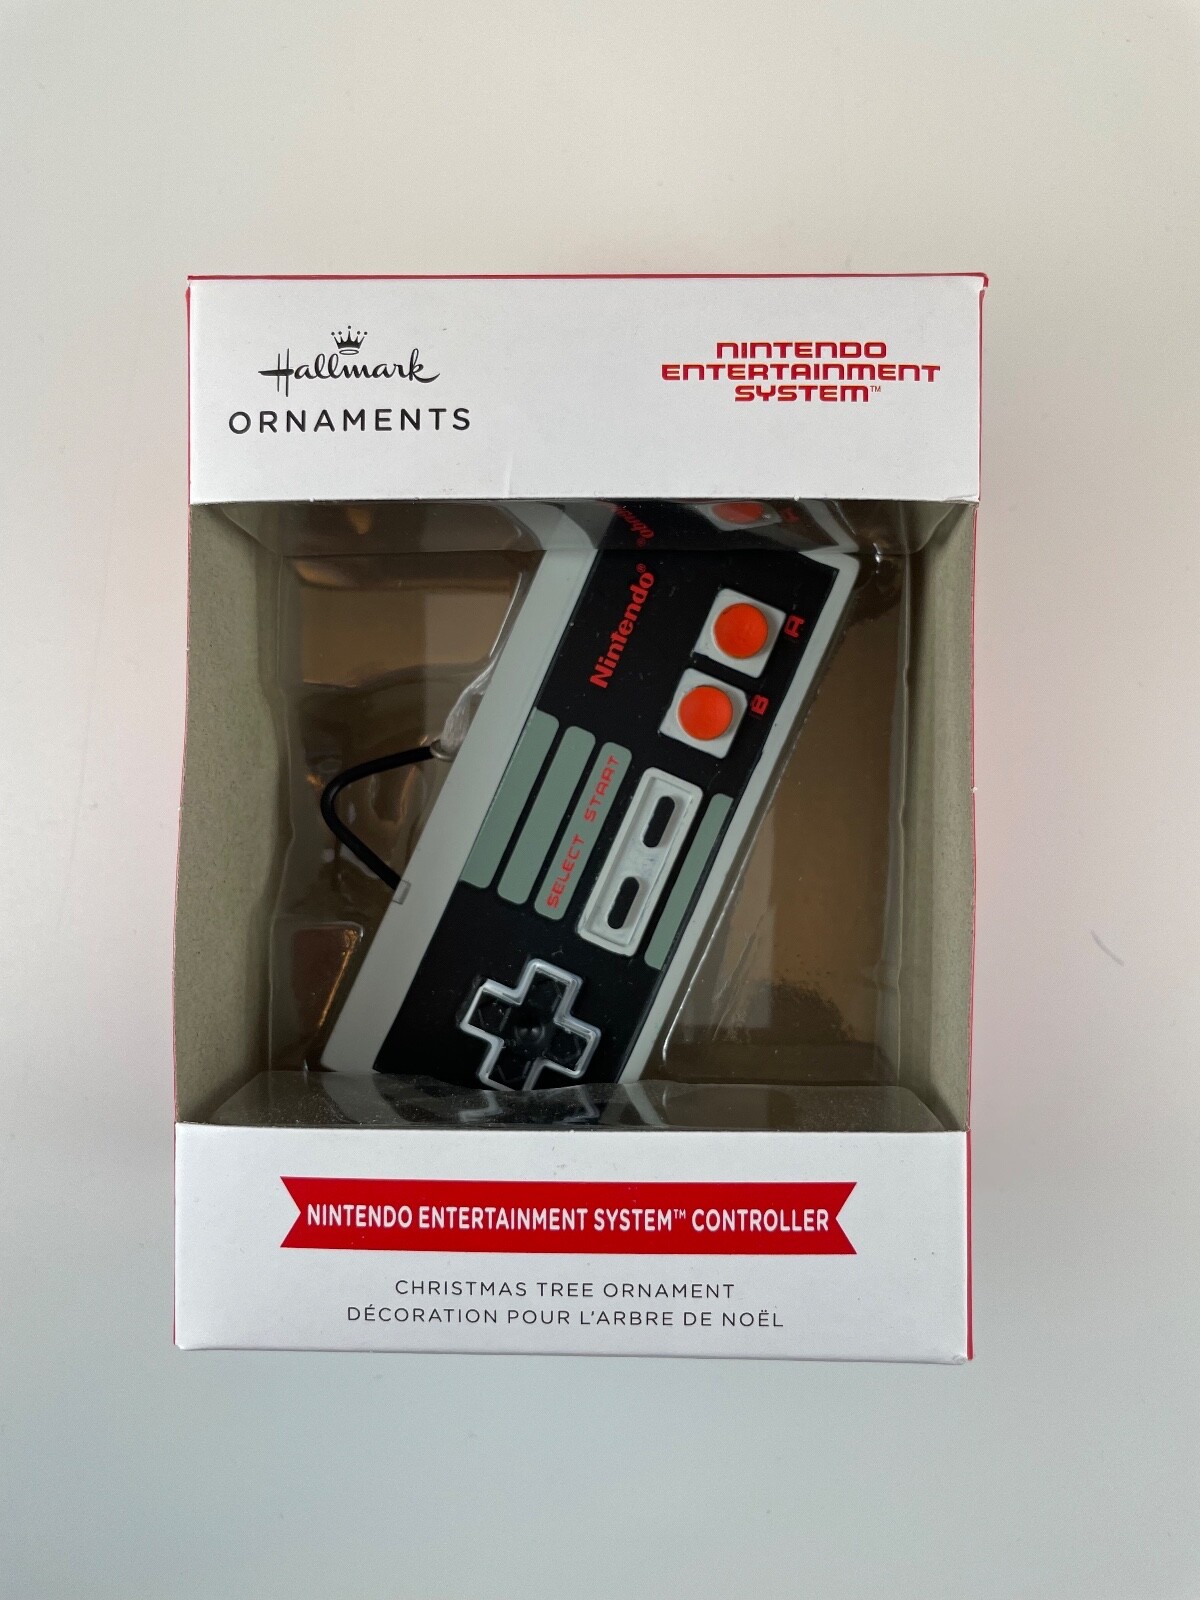 Hallmark
ORNAMENTS
NINTENDO
ENTERTAINMENT
SYSTEM™
Nintendo®
A
B
SELECT START
NINTENDO ENTERTAINMENT SYSTEM™ CONTROLLER
CHRISTMAS TREE ORNAMENT
DÉCORATION POUR L'ARBRE DE NOËL